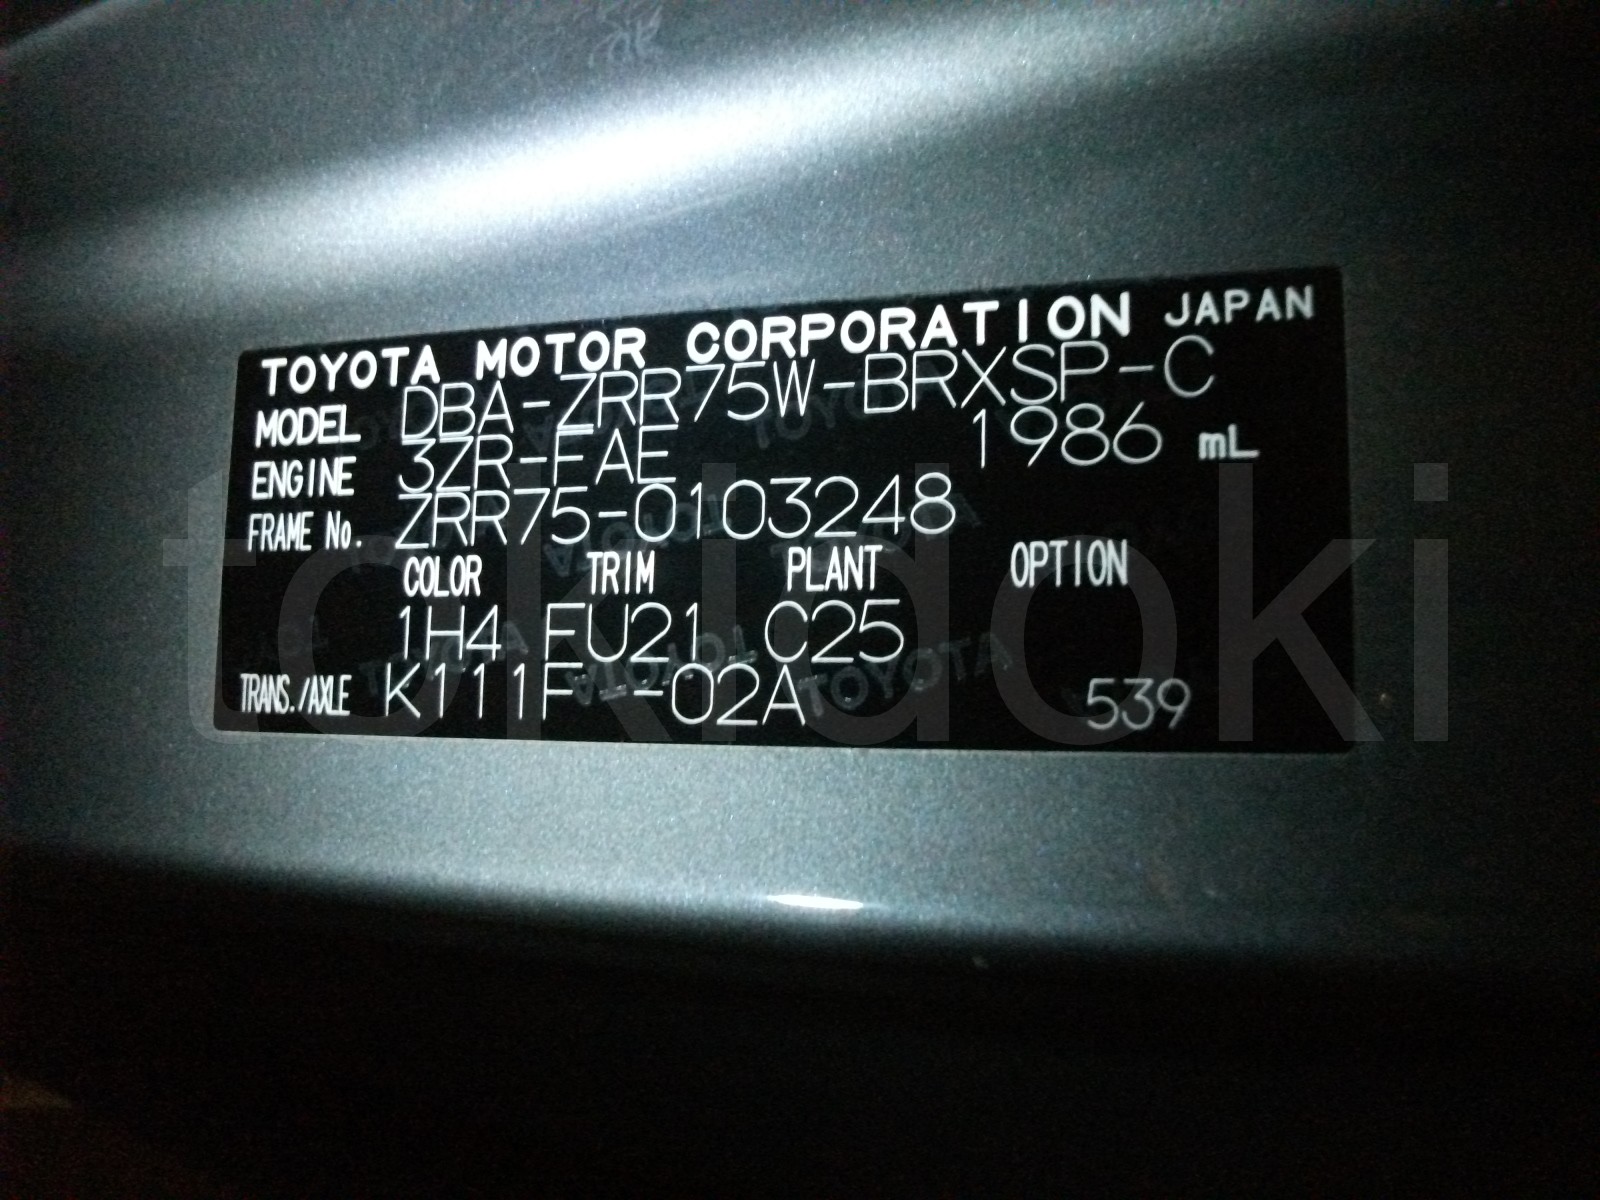 TOYOTA MOTOR CORPORATION JAPAN
MODEL DBA-ZRR75W-BRXSP-C
ENGINE 3ZR-FAE 1986 mL
FRAME No. ZRR75-0103248
COLOR TRIM PLANT OPTION
1H4 FU21 C25
TRANS./AXLE K111F-02A 539
tokidoki